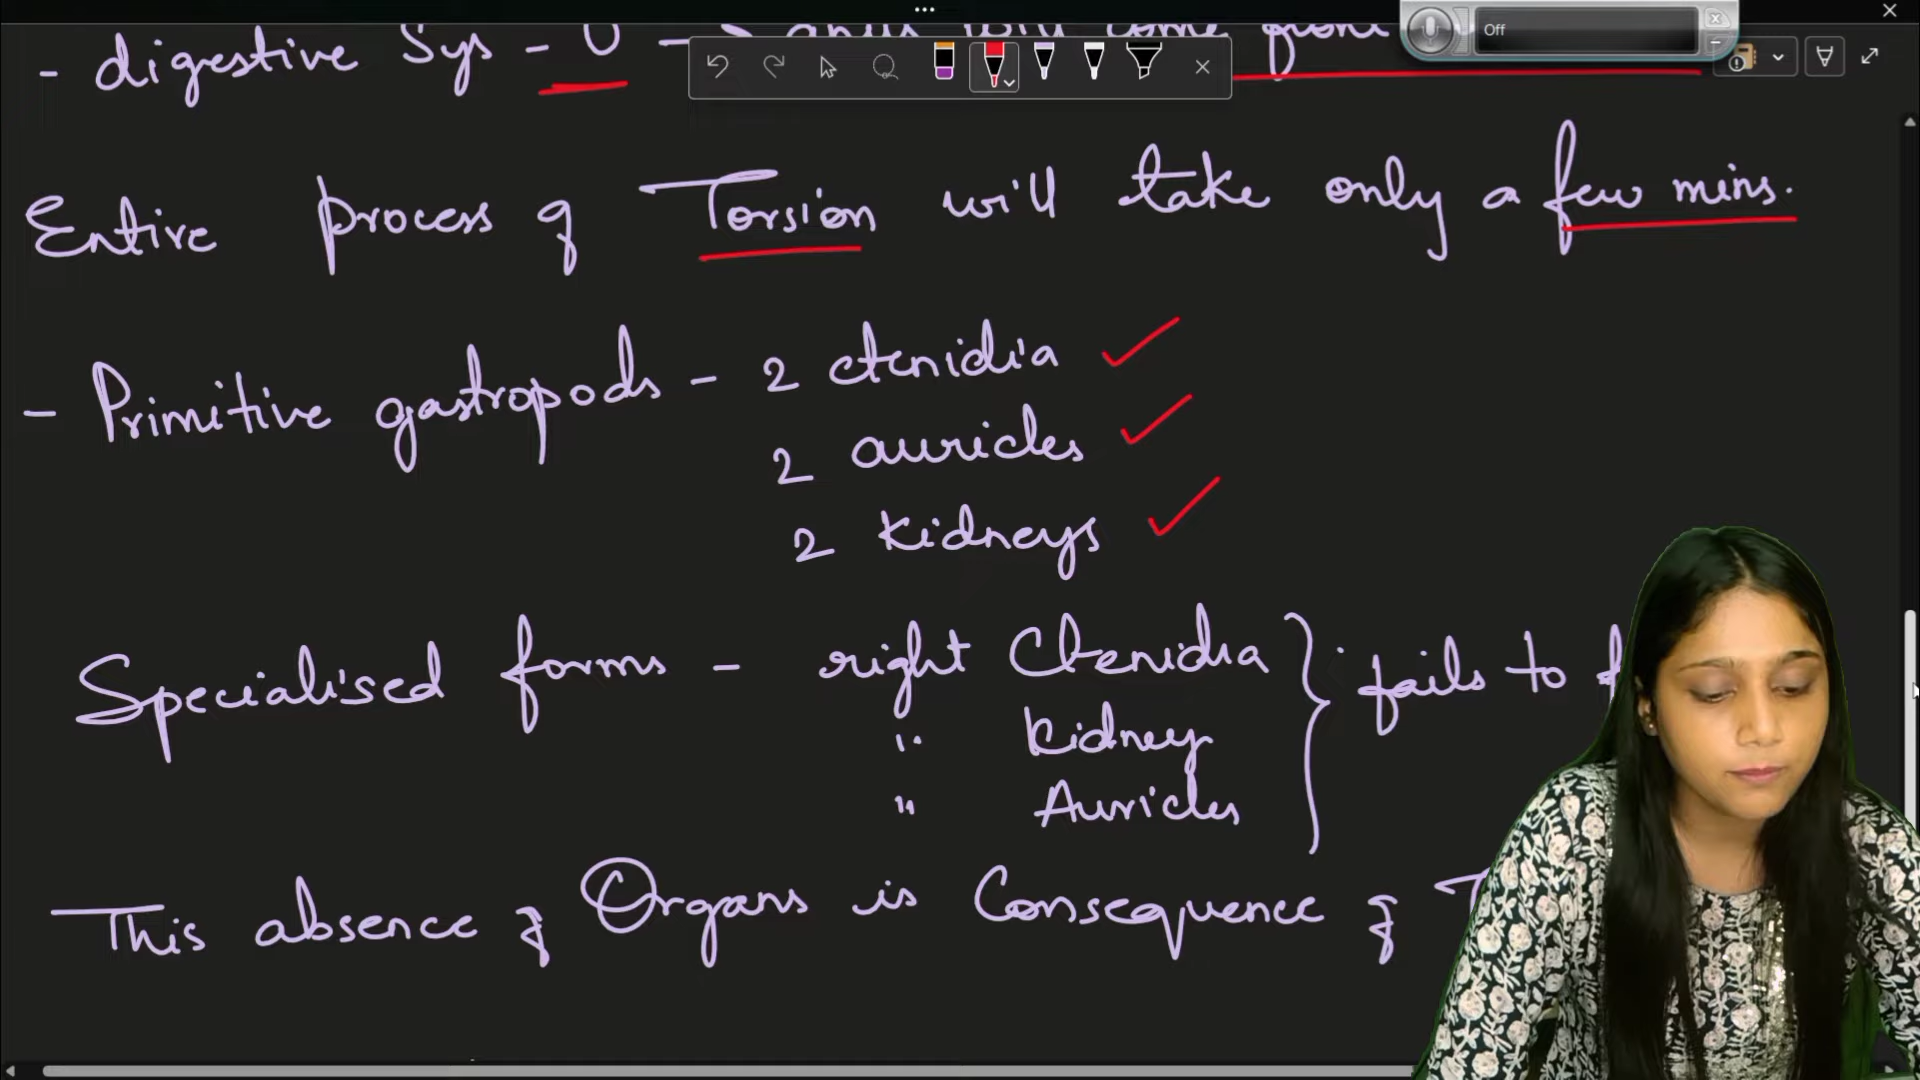 - digestive Sys - U -
Off
Entire process of Torsion will take only a few mins.
- Primitive gastropods - 2 ctenidia
2 auricles
2 kidneys
Specialised forms - right Ctenidia } fails to
" kidney
" Auricles
This absence of Organs is Consequence of